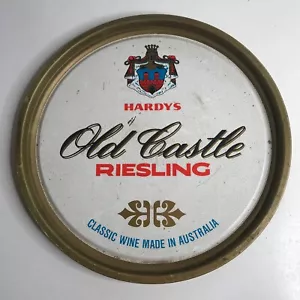 HARDYS
Old Castle
RIESLING
CLASSIC WINE MADE IN AUSTRALIA